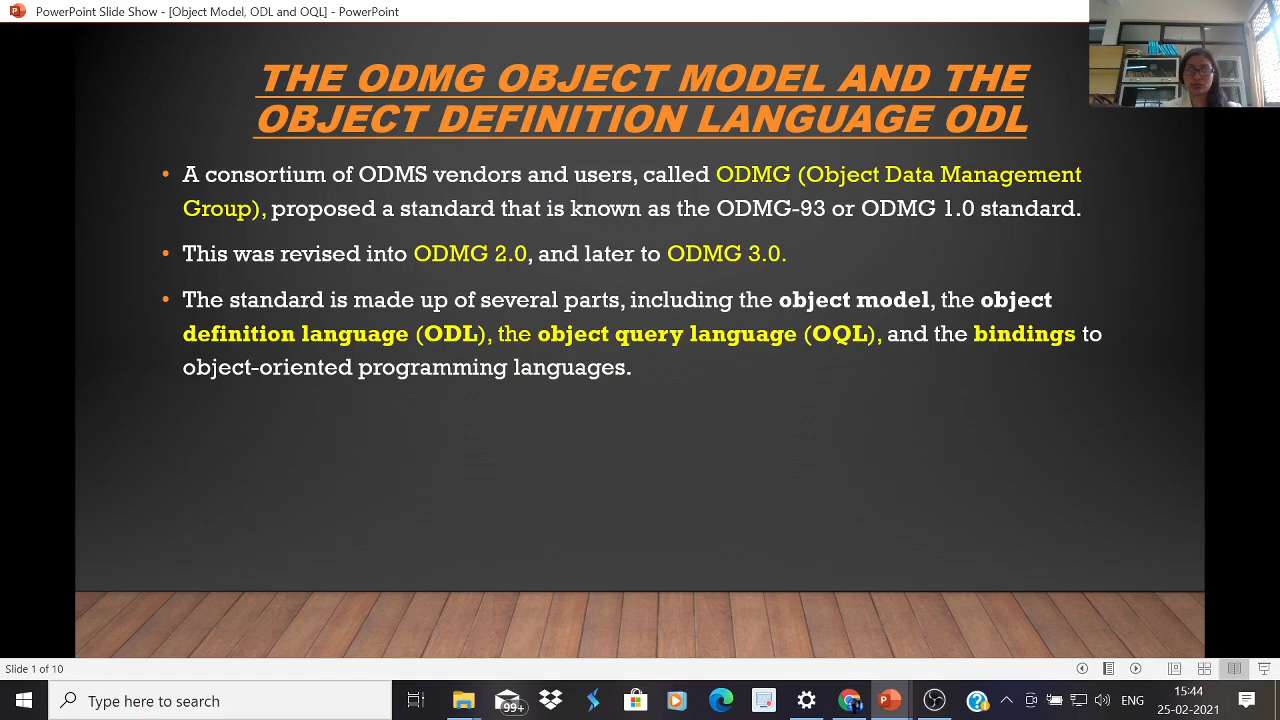 PowerPoint Slide Show - [Object Model, ODL and OQL] - PowerPoint
THE ODMG OBJECT MODEL AND THE
OBJECT DEFINITION LANGUAGE ODL
• A consortium of ODMS vendors and users, called ODMG (Object Data Management
Group), proposed a standard that is known as the ODMG-93 or ODMG 1.0 standard.
• This was revised into ODMG 2.0, and later to ODMG 3.0.
• The standard is made up of several parts, including the object model, the object
definition language (ODL), the object query language (OQL), and the bindings to
object-oriented programming languages.
Slide 1 of 10
Type here to search
99+
ENG
15:44
25-02-2021